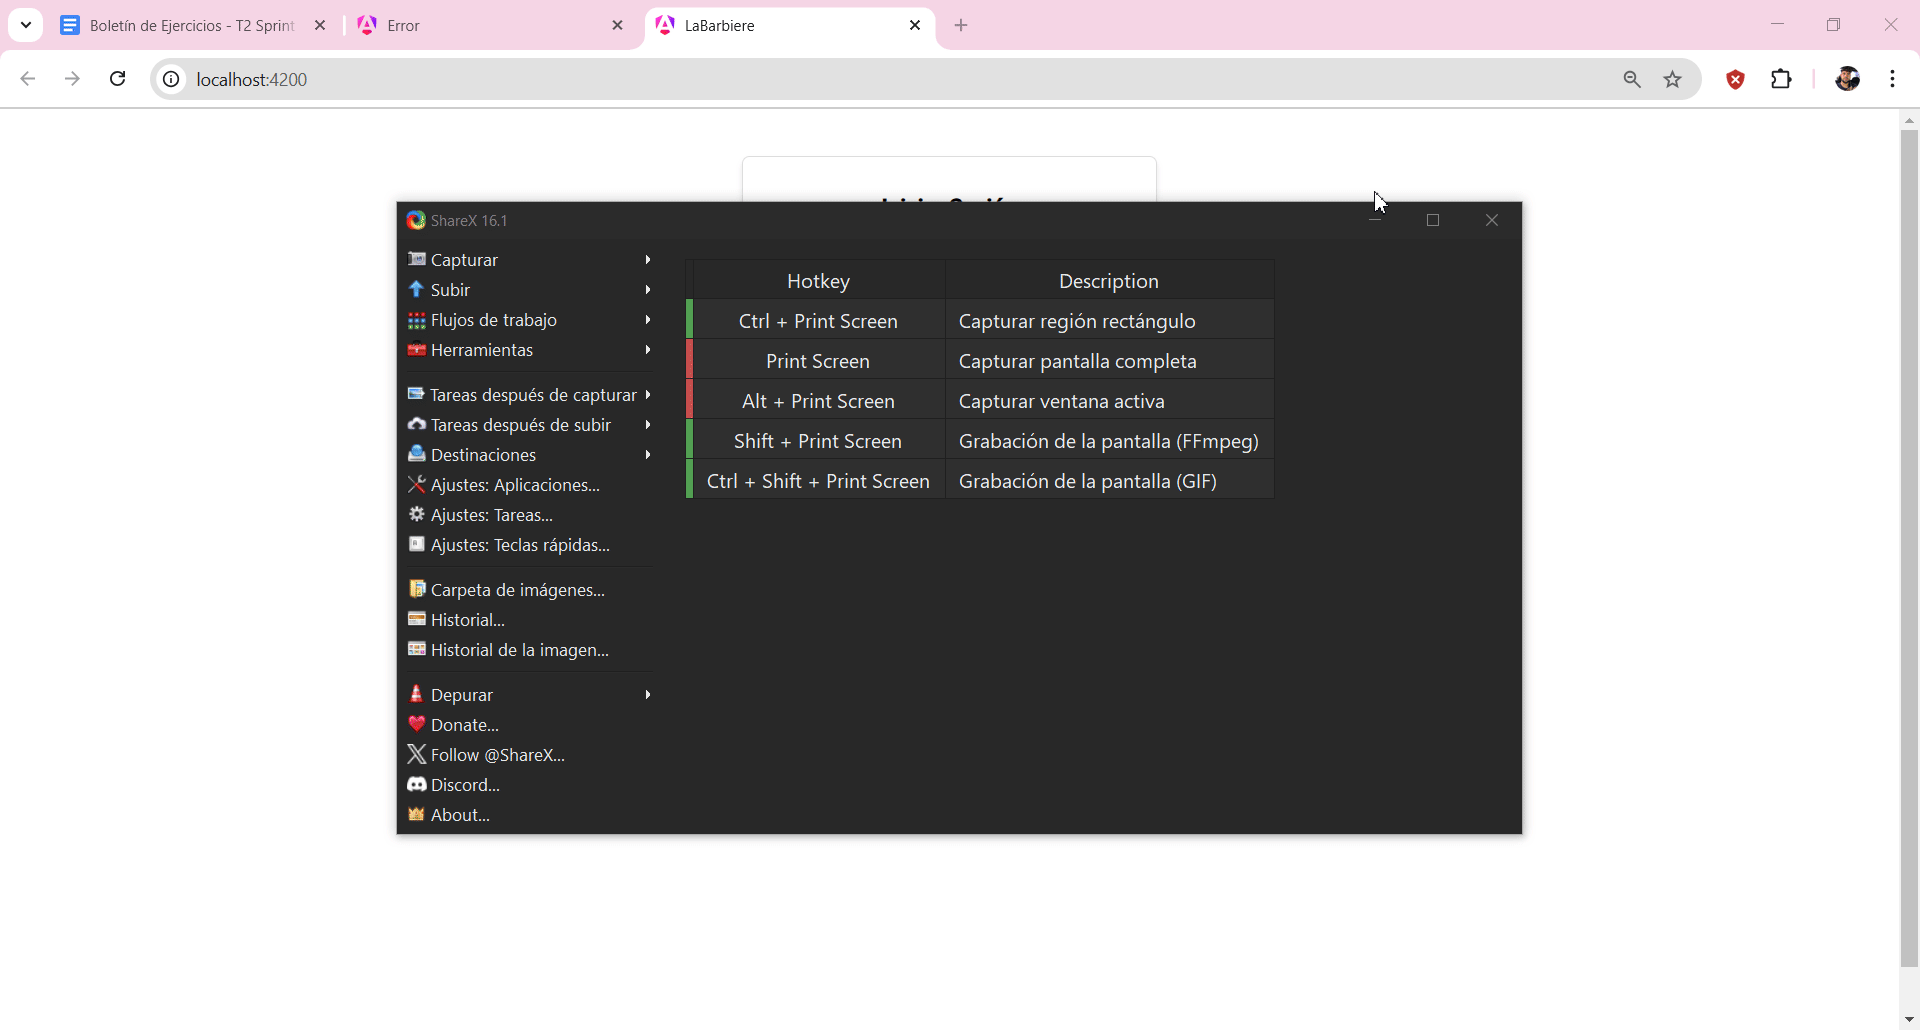 Boletín de Ejercicios - T2 Sprint
Error
LaBarbiere
localhost:4200
ShareX 16.1
Capturar
Subir
Flujos de trabajo
Herramientas
Tareas después de capturar
Tareas después de subir
Destinaciones
Ajustes: Aplicaciones...
Ajustes: Tareas...
Ajustes: Teclas rápidas...
Carpeta de imágenes...
Historial...
Historial de la imagen...
Depurar
Donate...
Follow @ShareX...
Discord...
About...
Hotkey Description
Ctrl + Print Screen Capturar región rectángulo
Print Screen Capturar pantalla completa
Alt + Print Screen Capturar ventana activa
Shift + Print Screen Grabación de la pantalla (FFmpeg)
Ctrl + Shift + Print Screen Grabación de la pantalla (GIF)